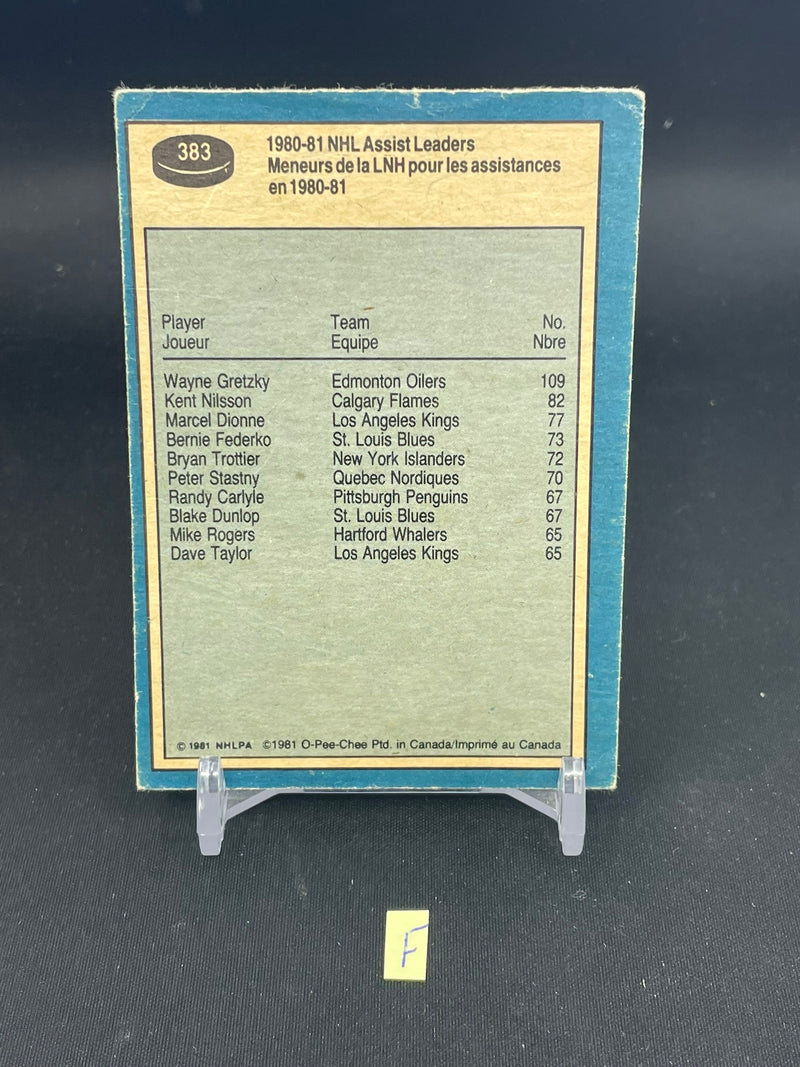 383
1980-81 NHL Assist Leaders
Meneurs de la LNH pour les assistances
en 1980-81
Player Team No.
Joueur Equipe Nbre
Wayne Gretzky Edmonton Oilers 109
Kent Nilsson Calgary Flames 82
Marcel Dionne Los Angeles Kings 77
Bernie Federko St. Louis Blues 73
Bryan Trottier New York Islanders 72
Peter Stastny Quebec Nordiques 70
Randy Carlyle Pittsburgh Penguins 67
Blake Dunlop St. Louis Blues 67
Mike Rogers Hartford Whalers 65
Dave Taylor Los Angeles Kings 65
© 1981 NHLPA ©1981 O-Pee-Chee Ptd. in Canada/Imprimé au Canada
F